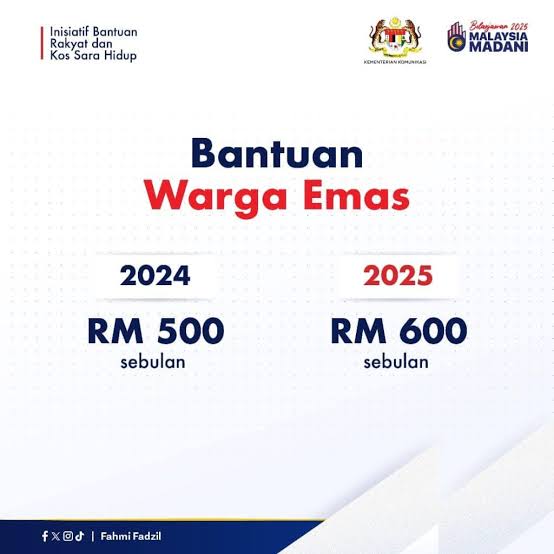 Inisiatif Bantuan
Rakyat dan
Kos Sara Hidup
KEMENTERIAN KOMUNIKASI
Belanjawan 2025
MALAYSIA
MADANI
Bantuan
Warga Emas
2024
RM 500
sebulan
2025
RM 600
sebulan
| Fahmi Fadzil